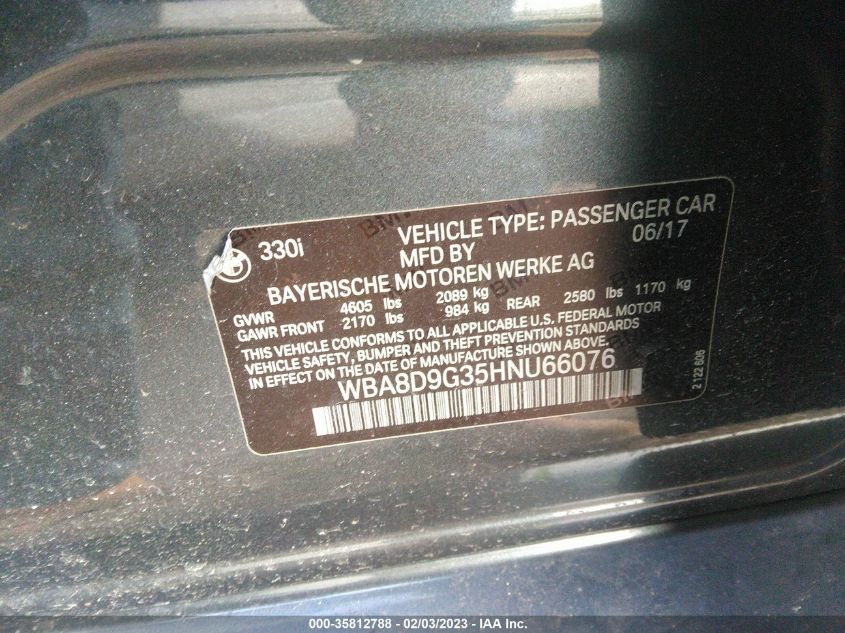 330i
VEHICLE TYPE: PASSENGER CAR
MFD BY 06/17
BAYERISCHE MOTOREN WERKE AG
GVWR 4605 lbs 2089 kg
GAWR FRONT 2170 lbs 984 kg REAR 2580 lbs 1170 kg
THIS VEHICLE CONFORMS TO ALL APPLICABLE U.S. FEDERAL MOTOR
VEHICLE SAFETY, BUMPER AND THEFT PREVENTION STANDARDS
IN EFFECT ON THE DATE OF MANUFACTURE SHOWN ABOVE.
WBA8D9G35HNU66076
2 122 606
000-35812788 - 02/03/2023 - IAA Inc.